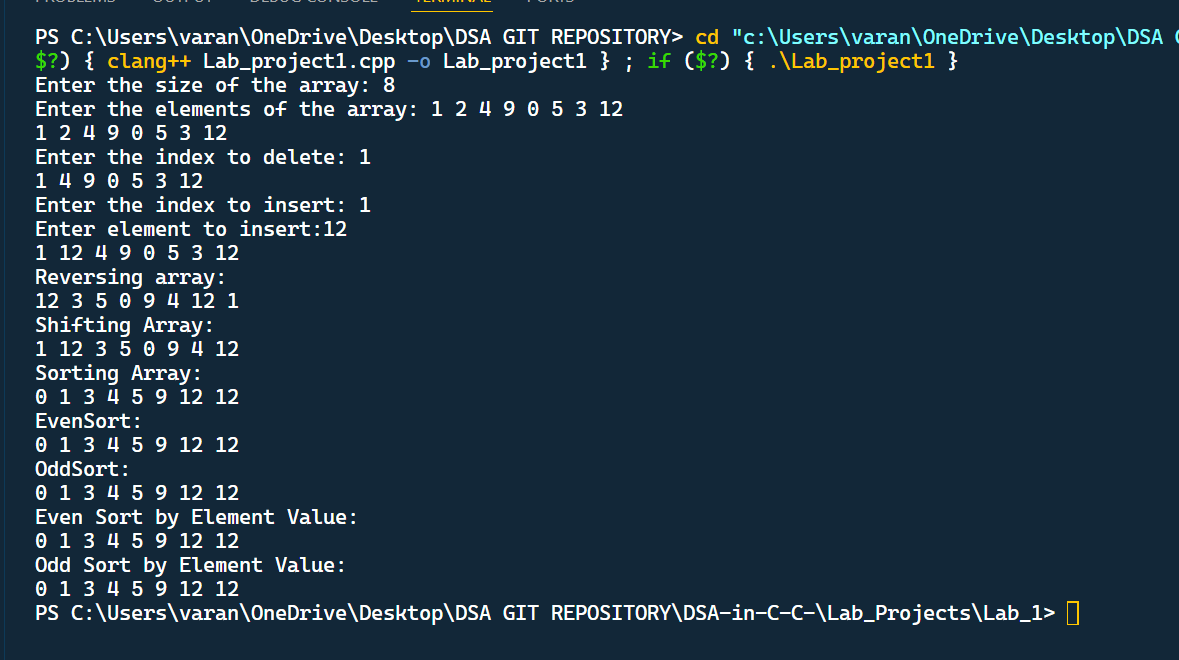 PROBLEMS OUTPUT DEBUG CONSOLE TERMINAL PORTS
PS C:\Users\varan\OneDrive\Desktop\DSA GIT REPOSITORY> cd "c:\Users\varan\OneDrive\Desktop\DSA
$?) { clang++ Lab_project1.cpp -o Lab_project1 } ; if ($?) { .\Lab_project1 }
Enter the size of the array: 8
Enter the elements of the array: 1 2 4 9 0 5 3 12
1 2 4 9 0 5 3 12
Enter the index to delete: 1
1 4 9 0 5 3 12
Enter the index to insert: 1
Enter element to insert:12
1 12 4 9 0 5 3 12
Reversing array:
12 3 5 0 9 4 12 1
Shifting Array:
1 12 3 5 0 9 4 12
Sorting Array:
0 1 3 4 5 9 12 12
EvenSort:
0 1 3 4 5 9 12 12
OddSort:
0 1 3 4 5 9 12 12
Even Sort by Element Value:
0 1 3 4 5 9 12 12
Odd Sort by Element Value:
0 1 3 4 5 9 12 12
PS C:\Users\varan\OneDrive\Desktop\DSA GIT REPOSITORY\DSA-in-C-C-\Lab_Projects\Lab_1>